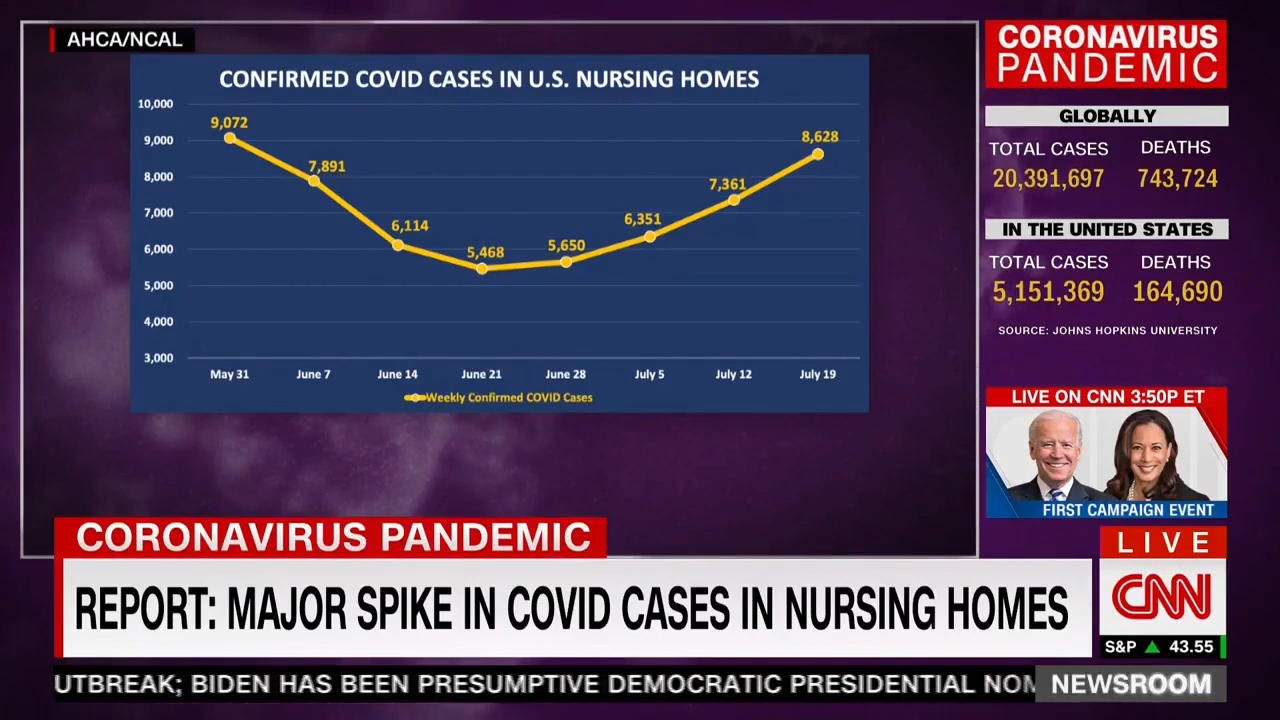 AHCA/NCAL
CONFIRMED COVID CASES IN U.S. NURSING HOMES
10,000
9,000
8,000
7,000
6,000
5,000
4,000
3,000
9,072
7,891
6,114
5,468
5,650
6,351
7,361
8,628
May 31 June 7 June 14 June 21 June 28 July 5 July 12 July 19
Weekly Confirmed COVID Cases
CORONAVIRUS
PANDEMIC
GLOBALLY
TOTAL CASES DEATHS
20,391,697 743,724
IN THE UNITED STATES
TOTAL CASES DEATHS
5,151,369 164,690
SOURCE: JOHNS HOPKINS UNIVERSITY
LIVE ON CNN 3:50P ET
FIRST CAMPAIGN EVENT
CORONAVIRUS PANDEMIC
REPORT: MAJOR SPIKE IN COVID CASES IN NURSING HOMES
LIVE
CNN
S&P ▲ 43.55
UTBREAK; BIDEN HAS BEEN PRESUMPTIVE DEMOCRATIC PRESIDENTIAL NOM
NEWSROOM